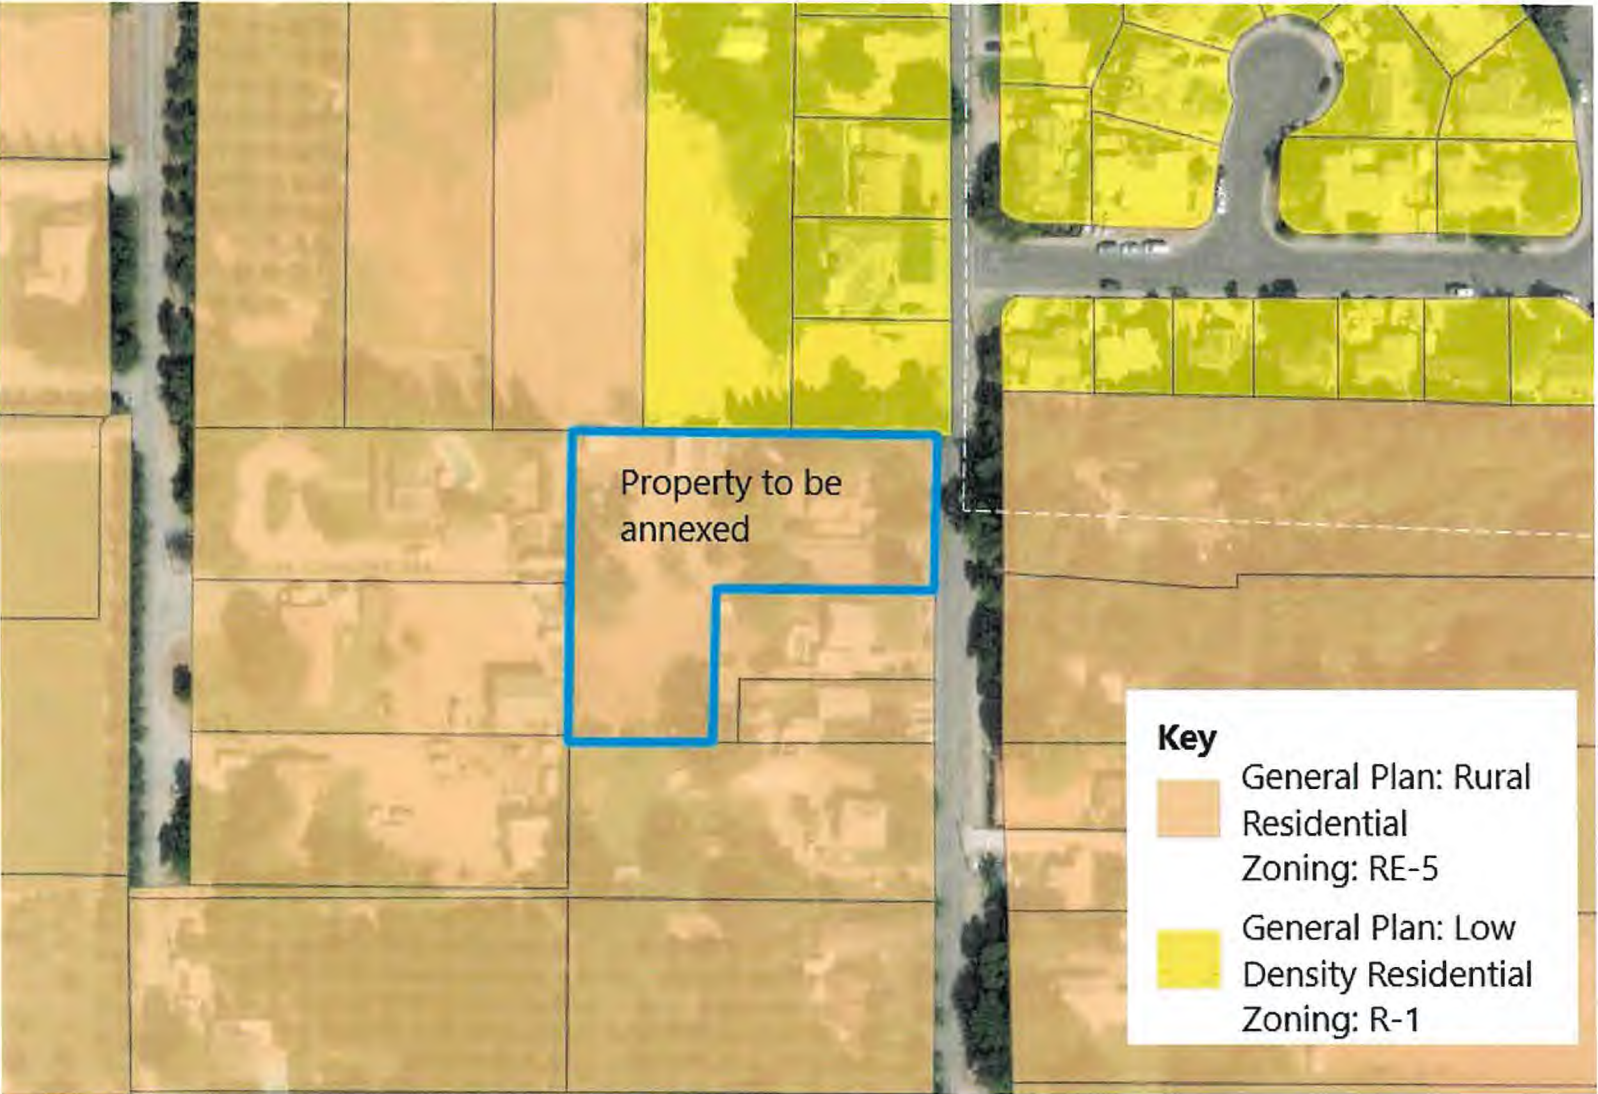 Property to be
annexed
Key
General Plan: Rural
Residential
Zoning: RE-5
General Plan: Low
Density Residential
Zoning: R-1